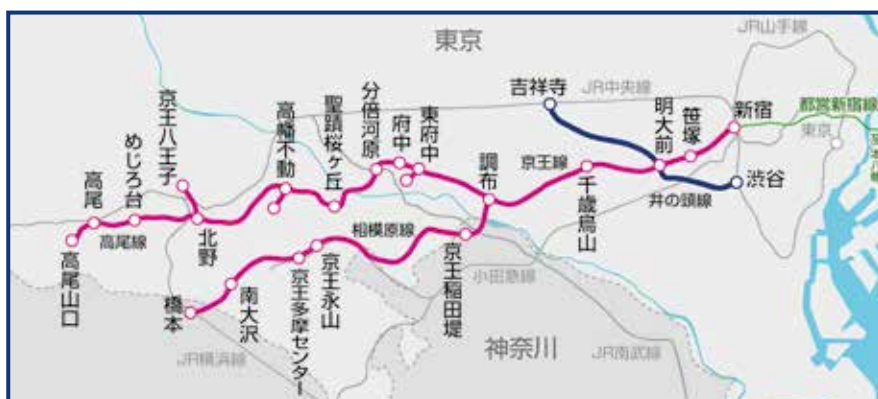 東京
JR山手線
吉祥寺
JR中央線
新宿
都営新宿線
東京
笹塚
明大前
京王線
井の頭線
渋谷
千歳烏山
調布
東府中
府中
分倍河原
聖蹟桜ヶ丘
高幡不動
京王八王子
めじろ台
高尾
高尾線
高尾山口
北野
相模原線
京王稲田堤
小田急線
京王永山
京王多摩センター
南大沢
橋本
JR横浜線
神奈川
JR南武線